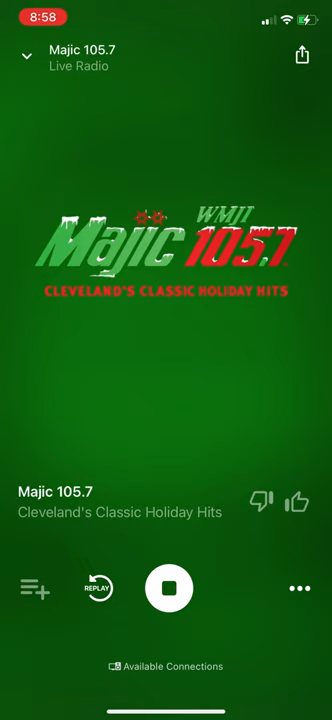 8:58
Majic 105.7
Live Radio
WMJI
Majic 105.7
CLEVELAND'S CLASSIC HOLIDAY HITS
Majic 105.7
Cleveland's Classic Holiday Hits
REPLAY
Available Connections